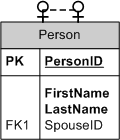 Person
PK PersonID
FirstName
LastName
FK1 SpouseID